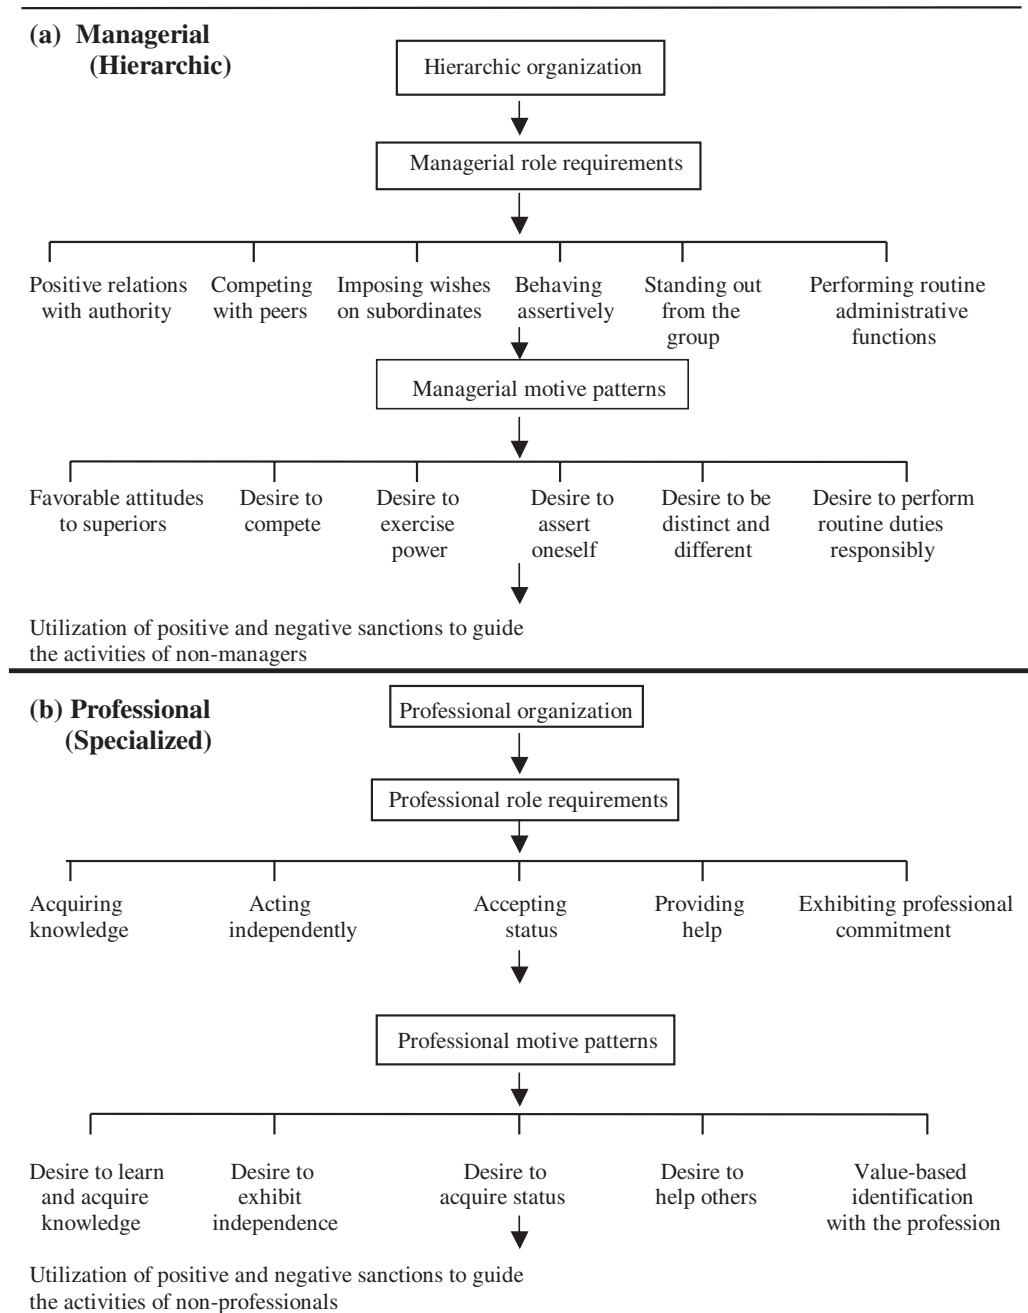 (a) Managerial
(Hierarchic)
Hierarchic organization
Managerial role requirements
Positive relations
with authority
Competing
with peers
Imposing wishes
on subordinates
Behaving
assertively
Standing out
from the
group
Performing routine
administrative
functions
Managerial motive patterns
Favorable attitudes
to superiors
Desire to
compete
Desire to
exercise
power
Desire to
assert
oneself
Desire to be
distinct and
different
Desire to perform
routine duties
responsibly
Utilization of positive and negative sanctions to guide
the activities of non-managers
(b) Professional
(Specialized)
Professional organization
Professional role requirements
Acquiring
knowledge
Acting
independently
Accepting
status
Providing
help
Exhibiting professional
commitment
Professional motive patterns
Desire to learn
and acquire
knowledge
Desire to
exhibit
independence
Desire to
acquire status
Desire to
help others
Value-based
identification
with the profession
Utilization of positive and negative sanctions to guide
the activities of non-professionals